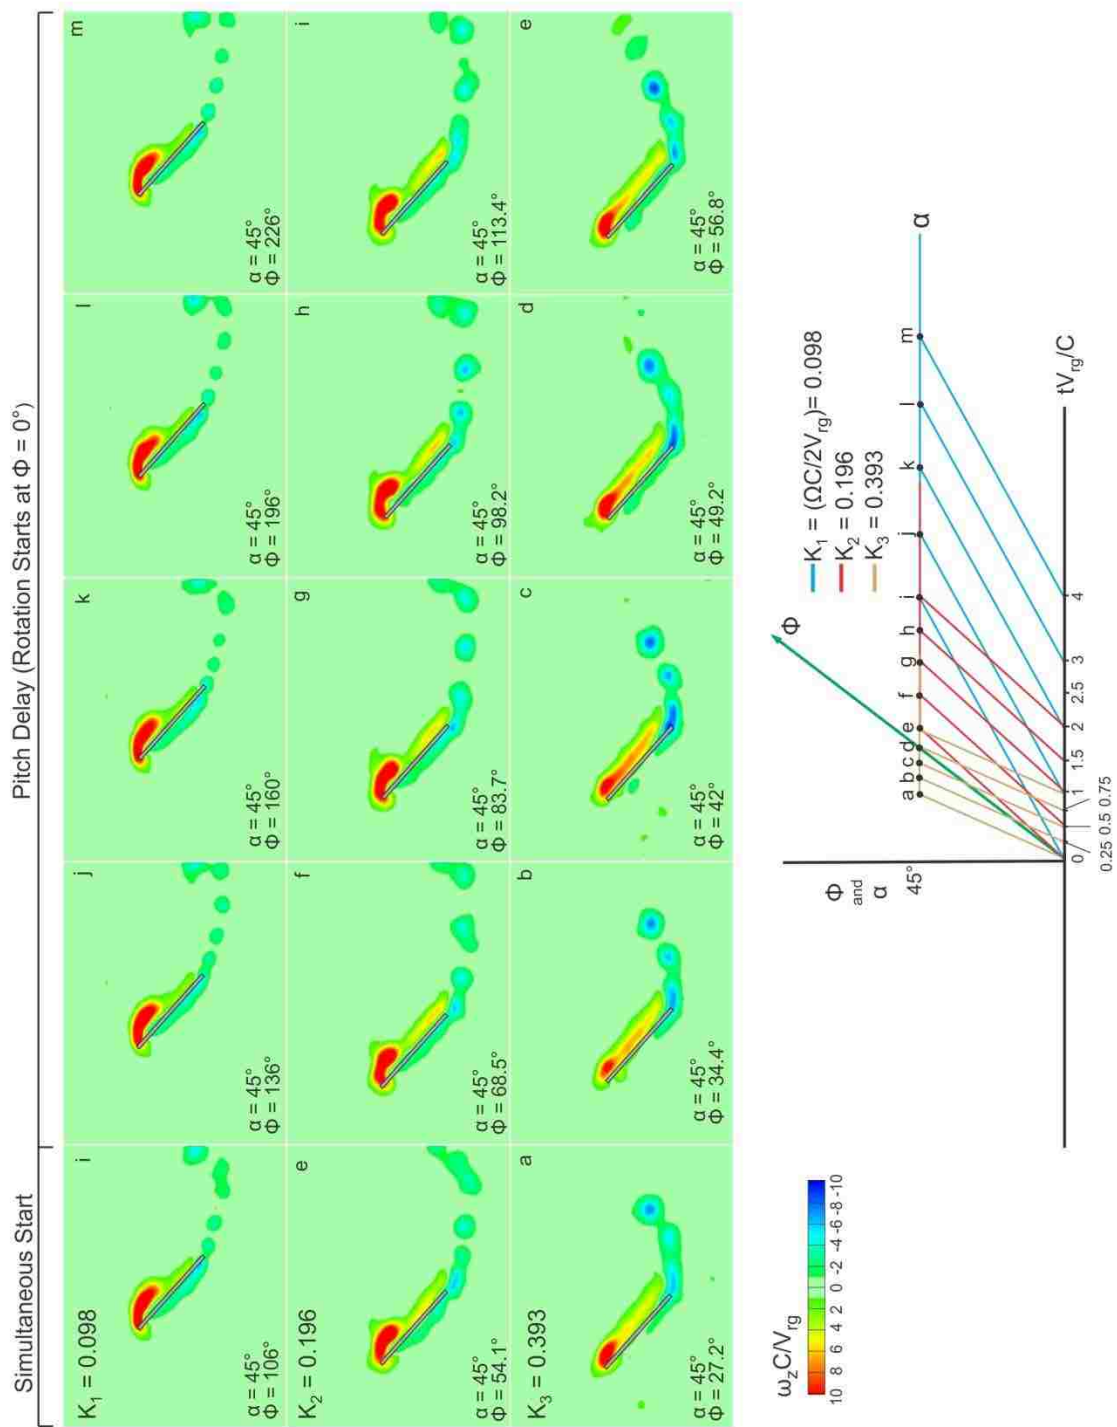 Simultaneous Start
Pitch Delay (Rotation Starts at Φ = 0°)
K1 = 0.098
i
α = 45°
Φ = 106°
j
α = 45°
Φ = 136°
k
α = 45°
Φ = 160°
l
α = 45°
Φ = 196°
m
α = 45°
Φ = 226°
K2 = 0.196
e
α = 45°
Φ = 54.1°
f
α = 45°
Φ = 68.5°
g
α = 45°
Φ = 83.7°
h
α = 45°
Φ = 98.2°
i
α = 45°
Φ = 113.4°
K3 = 0.393
a
α = 45°
Φ = 27.2°
b
α = 45°
Φ = 34.4°
c
α = 45°
Φ = 42°
d
α = 45°
Φ = 49.2°
e
α = 45°
Φ = 56.8°
ωzC/Vrg
10 8 6 4 2 0 -2 -4 -6 -8 -10
Φ
and
α
45°
Φ
K1 = (ΩC/2Vrg)= 0.098
K2 = 0.196
K3 = 0.393
a b c d e f g h i j k l m
α
tVrg/C
0 1 1.5 2 2.5 3 4
0.25 0.5 0.75